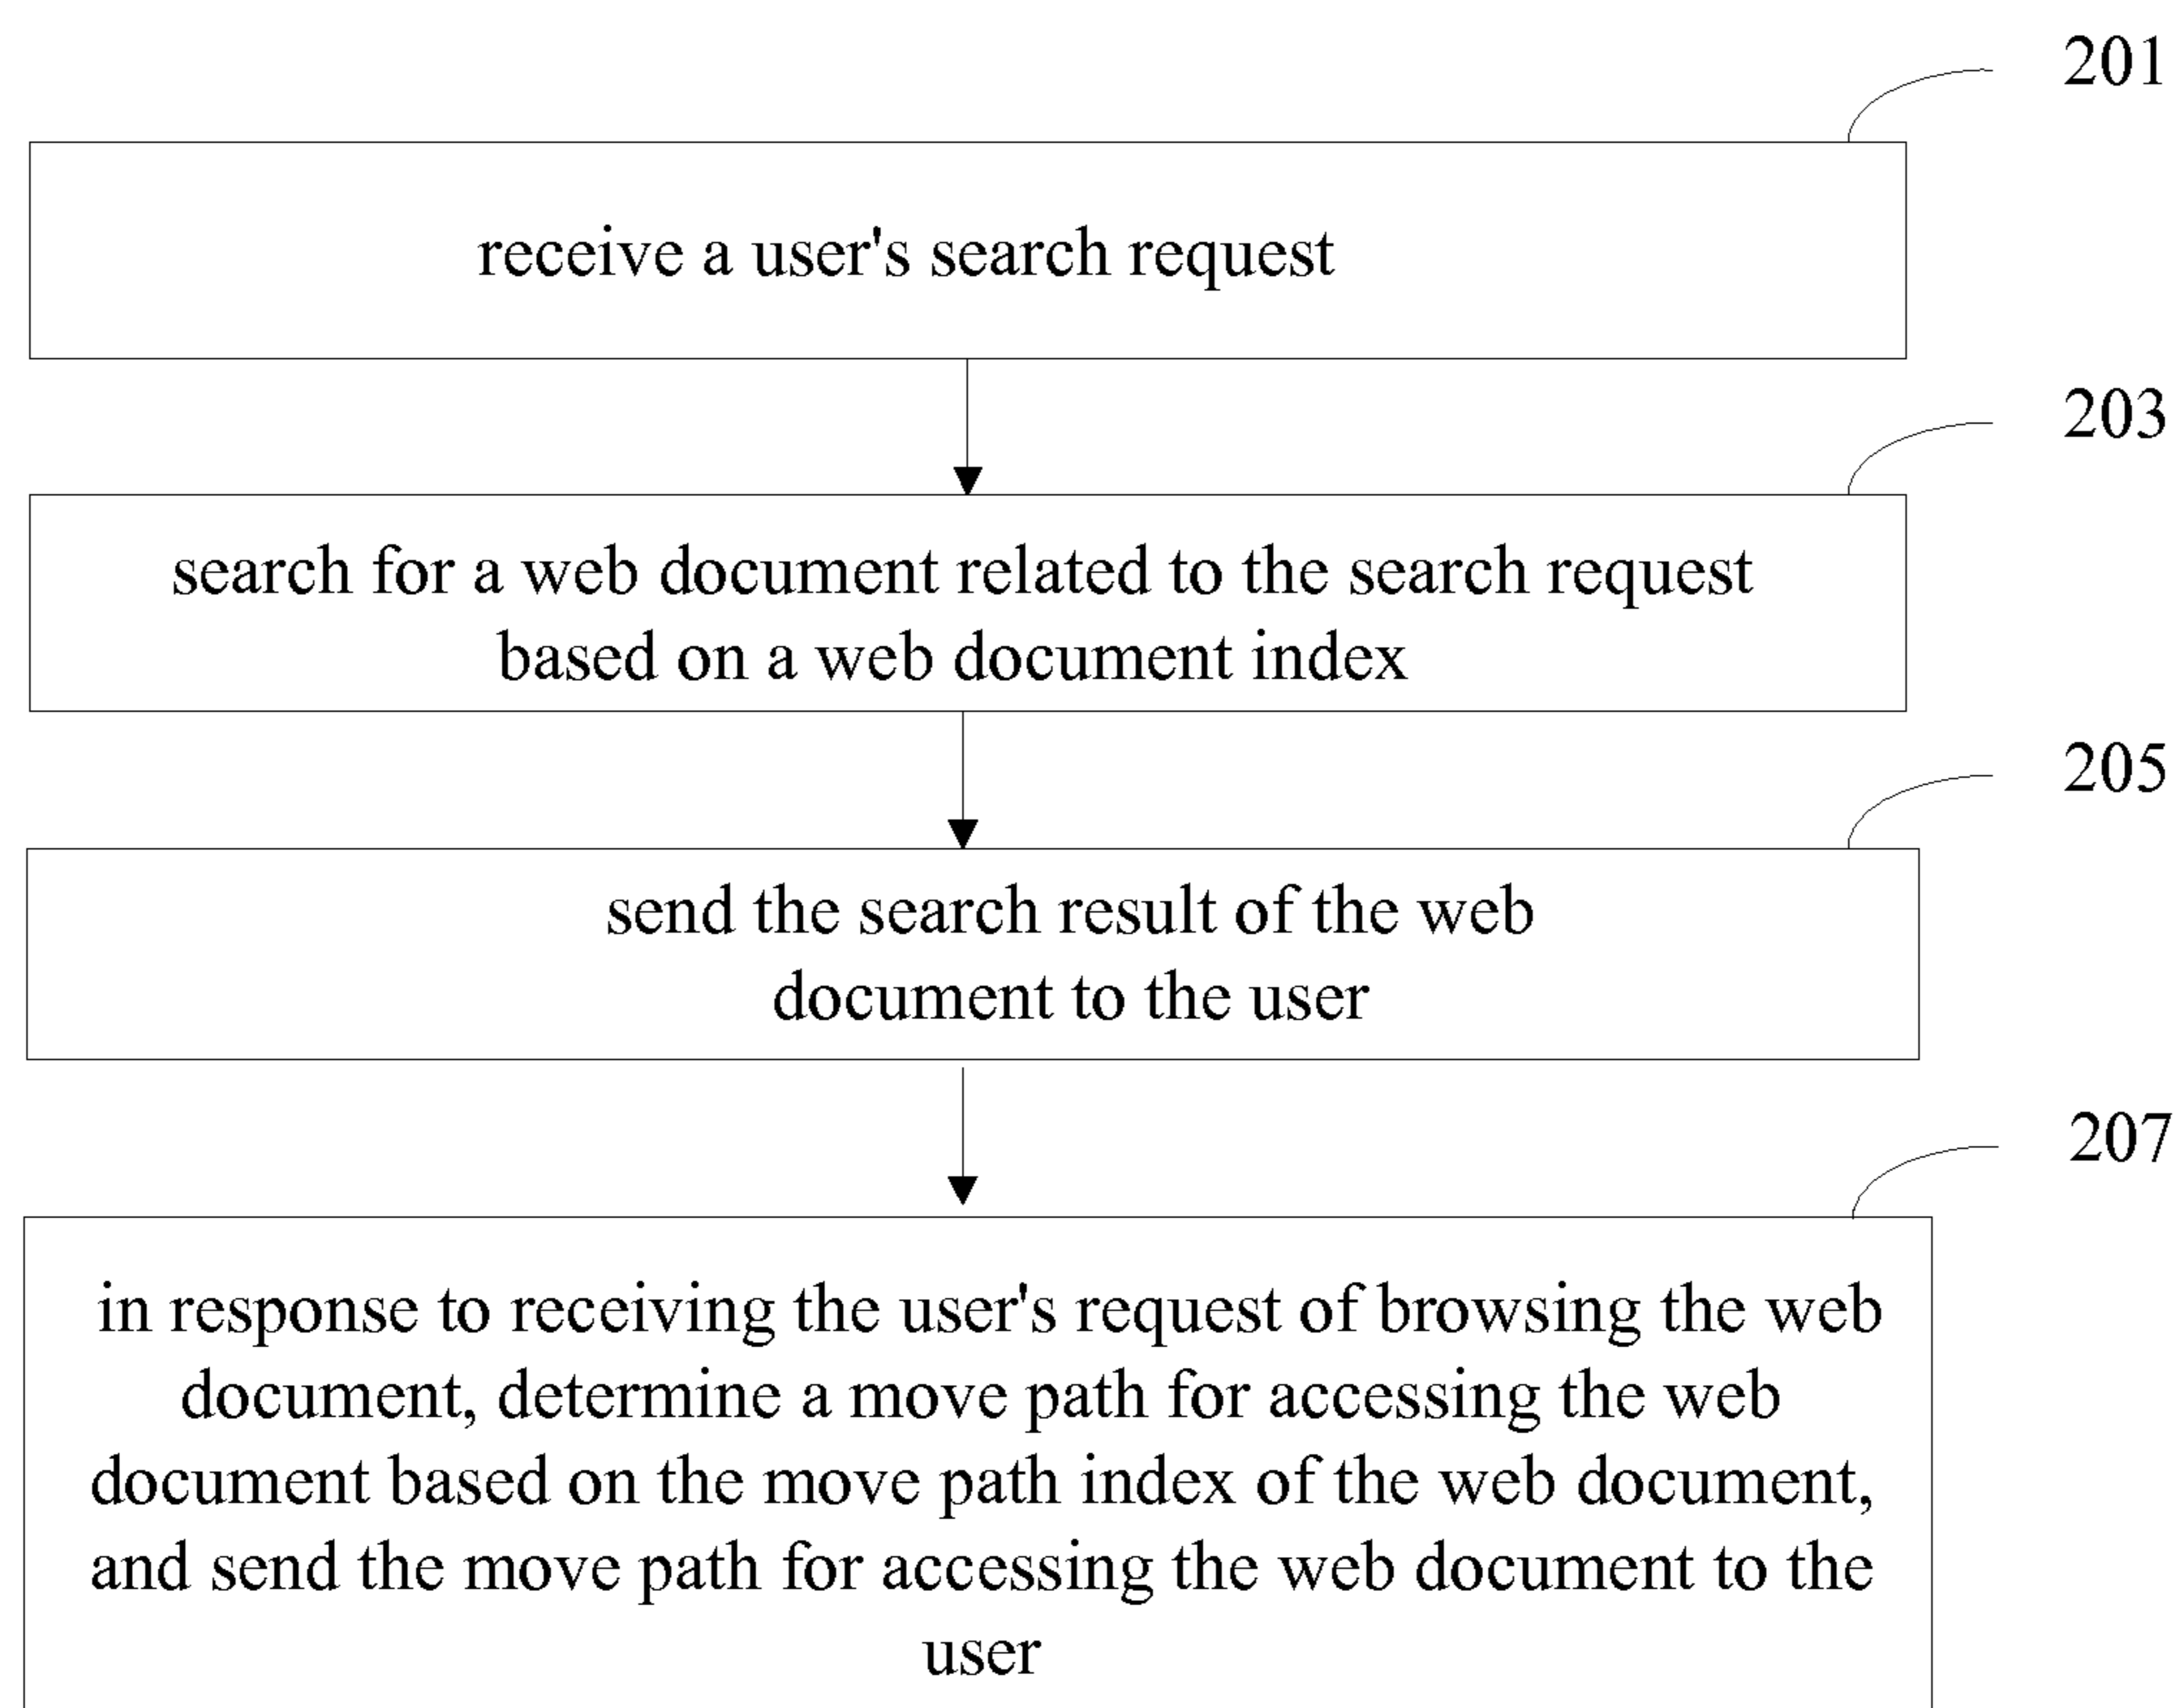 201
receive a user's search request
203
search for a web document related to the search request
based on a web document index
205
send the search result of the web
document to the user
207
in response to receiving the user's request of browsing the web
document, determine a move path for accessing the web
document based on the move path index of the web document,
and send the move path for accessing the web document to the
user